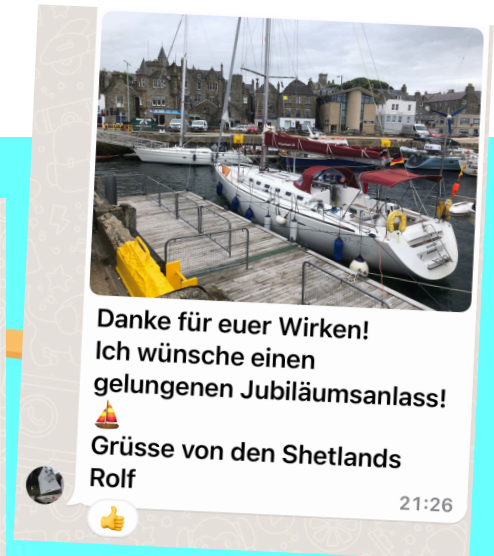 Danke für euer Wirken!
Ich wünsche einen
gelungenen Jubiläumsanlass!
⛵
Grüsse von den Shetlands
Rolf
21:26